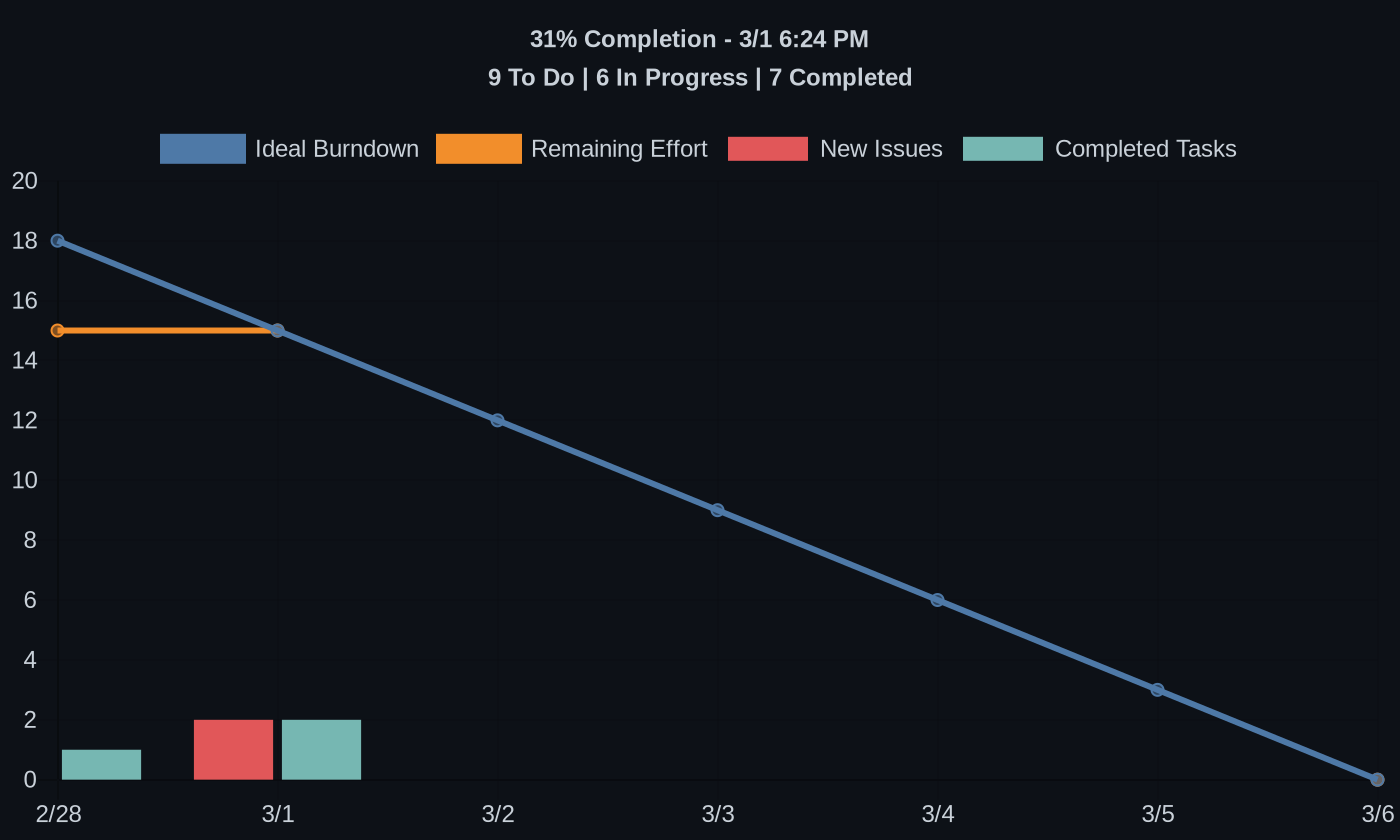 31% Completion - 3/1 6:24 PM
9 To Do | 6 In Progress | 7 Completed
Ideal Burndown Remaining Effort New Issues Completed Tasks
20
18
16
14
12
10
8
6
4
2
0
2/28 3/1 3/2 3/3 3/4 3/5 3/6